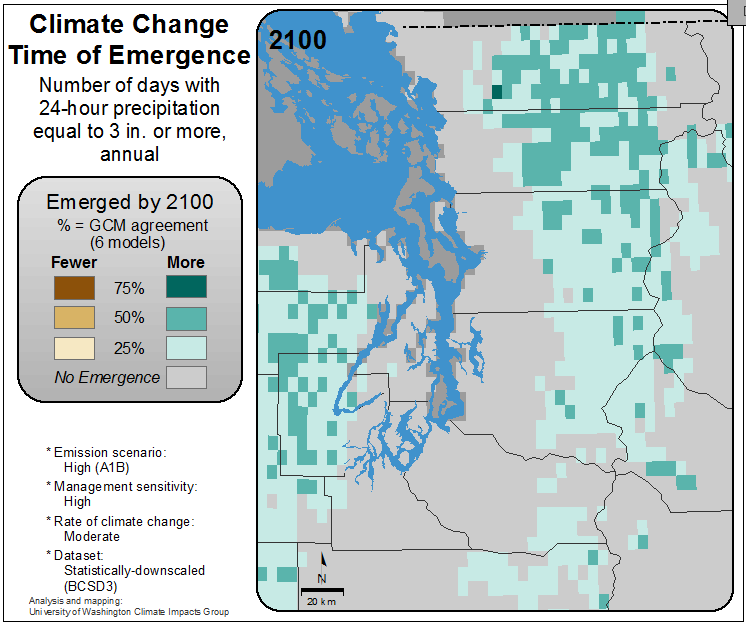 Climate Change
Time of Emergence
Number of days with
24-hour precipitation
equal to 3 in. or more,
annual
Emerged by 2100
% = GCM agreement
(6 models)
Fewer More
75%
50%
25%
No Emergence
* Emission scenario:
High (A1B)
* Management sensitivity:
High
* Rate of climate change:
Moderate
* Dataset:
Statistically-downscaled
(BCSD3)
Analysis and mapping:
University of Washington Climate Impacts Group
2100
N
20 km